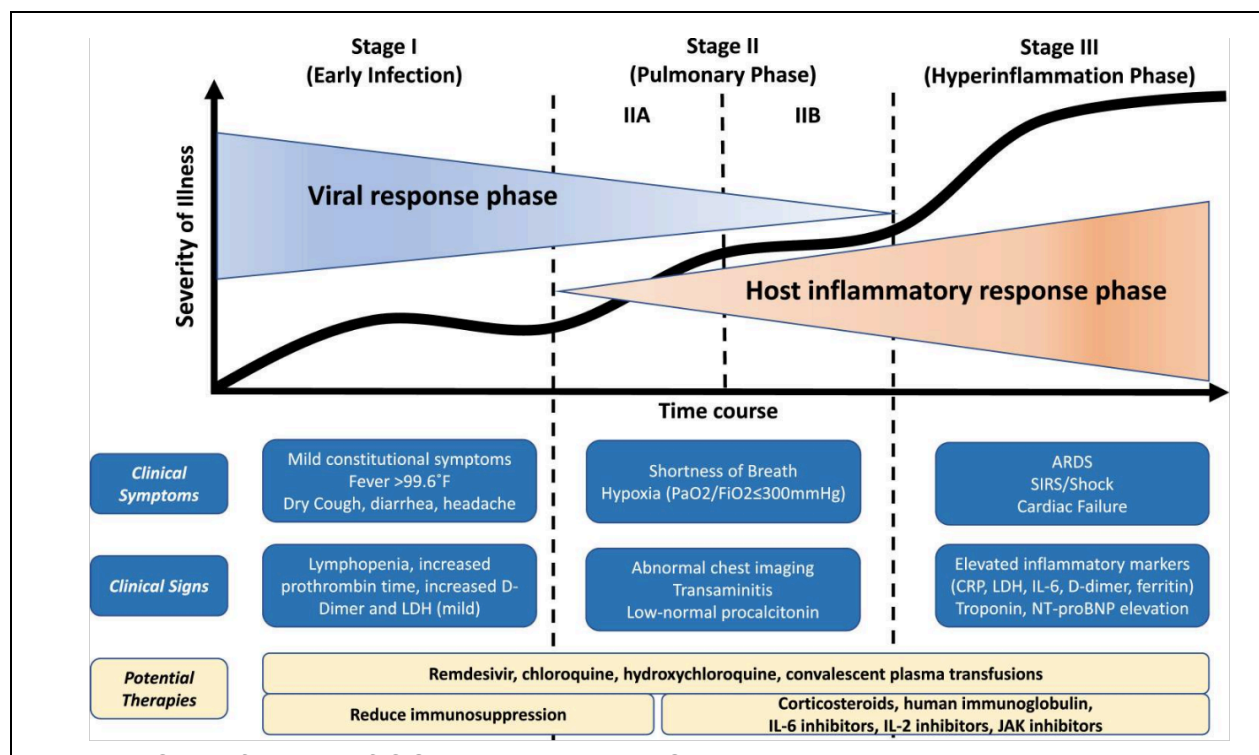 Stage I
(Early Infection)
Stage II
(Pulmonary Phase)
Stage III
(Hyperinflammation Phase)
IIA
IIB
Severity of Illness
Viral response phase
Host inflammatory response phase
Time course
Clinical
Symptoms
Mild constitutional symptoms
Fever >99.6°F
Dry Cough, diarrhea, headache
Shortness of Breath
Hypoxia (PaO2/FiO2≤300mmHg)
ARDS
SIRS/Shock
Cardiac Failure
Clinical Signs
Lymphopenia, increased
prothrombin time, increased D-
Dimer and LDH (mild)
Abnormal chest imaging
Transaminitis
Low-normal procalcitonin
Elevated inflammatory markers
(CRP, LDH, IL-6, D-dimer, ferritin)
Troponin, NT-proBNP elevation
Potential
Therapies
Remdesivir, chloroquine, hydroxychloroquine, convalescent plasma transfusions
Reduce immunosuppression
Corticosteroids, human immunoglobulin,
IL-6 inhibitors, IL-2 inhibitors, JAK inhibitors